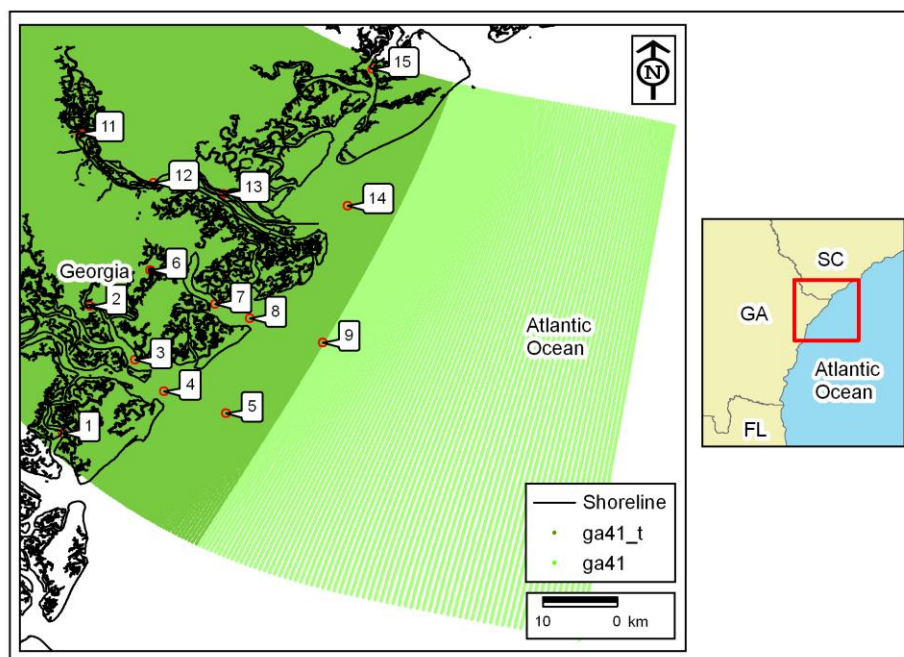 N
15
11
12
13
14
Georgia
6
2
7
8
9
3
4
5
1
Atlantic
Ocean
Shoreline
ga41_t
ga41
10 0 km
SC
GA
Atlantic
Ocean
FL